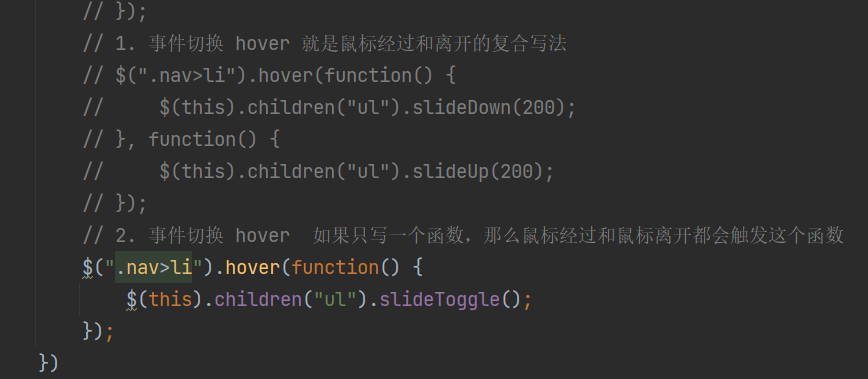 // });
// 1. 事件切换 hover 就是鼠标经过和离开的复合写法
// $(".nav>li").hover(function() {
//     $(this).children("ul").slideDown(200);
// }, function() {
//     $(this).children("ul").slideUp(200);
// });
// 2. 事件切换 hover  如果只写一个函数，那么鼠标经过和鼠标离开都会触发这个函数
$(".nav>li").hover(function() {
    $(this).children("ul").slideToggle();
});
})